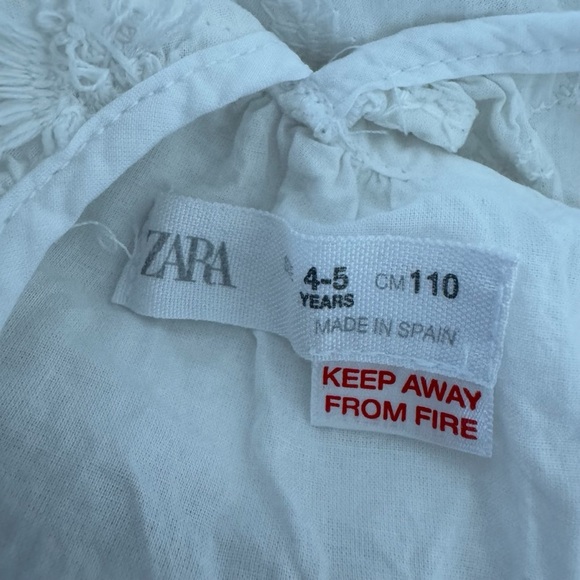 ZARA
4-5
YEARS
CM 110
MADE IN SPAIN
KEEP AWAY
FROM FIRE